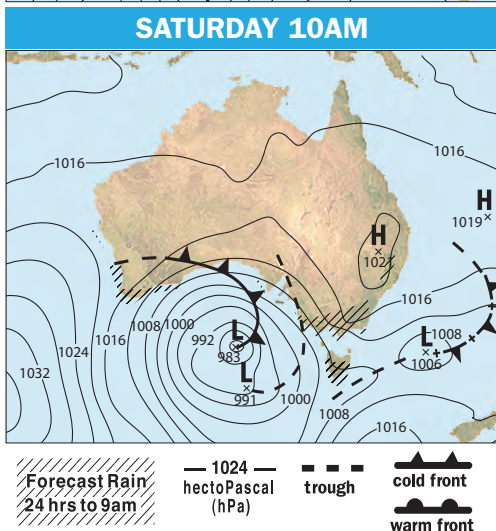 SATURDAY 10AM
1016
1016
H
1019
H
1021
1016
1008
1000
1024
992
L
983
1016
L
1008
1006
1032
L
991
1000
1008
1016
Forecast Rain
24 hrs to 9am
1024
hectoPascal
(hPa)
trough
cold front
warm front